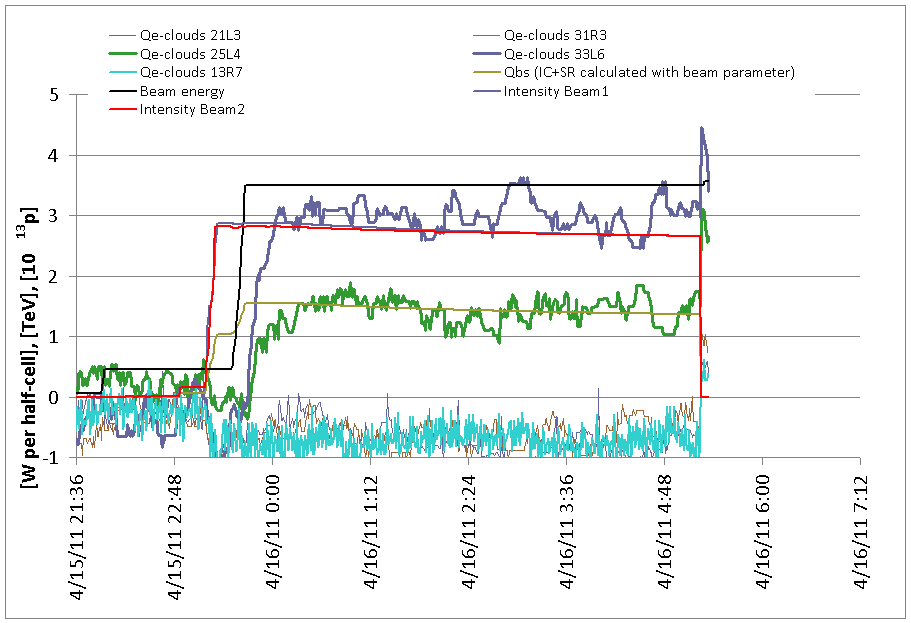 Qe-clouds 21L3
Qe-clouds 31R3
Qe-clouds 25L4
Qe-clouds 33L6
Qe-clouds 13R7
Qbs (IC+SR calculated with beam parameter)
Beam energy
Intensity Beam1
Intensity Beam2
[W per half-cell], [TeV], [10 13p]
5
4
3
2
1
0
-1
4/15/11 21:36
4/15/11 22:48
4/16/11 0:00
4/16/11 1:12
4/16/11 2:24
4/16/11 3:36
4/16/11 4:48
4/16/11 6:00
4/16/11 7:12